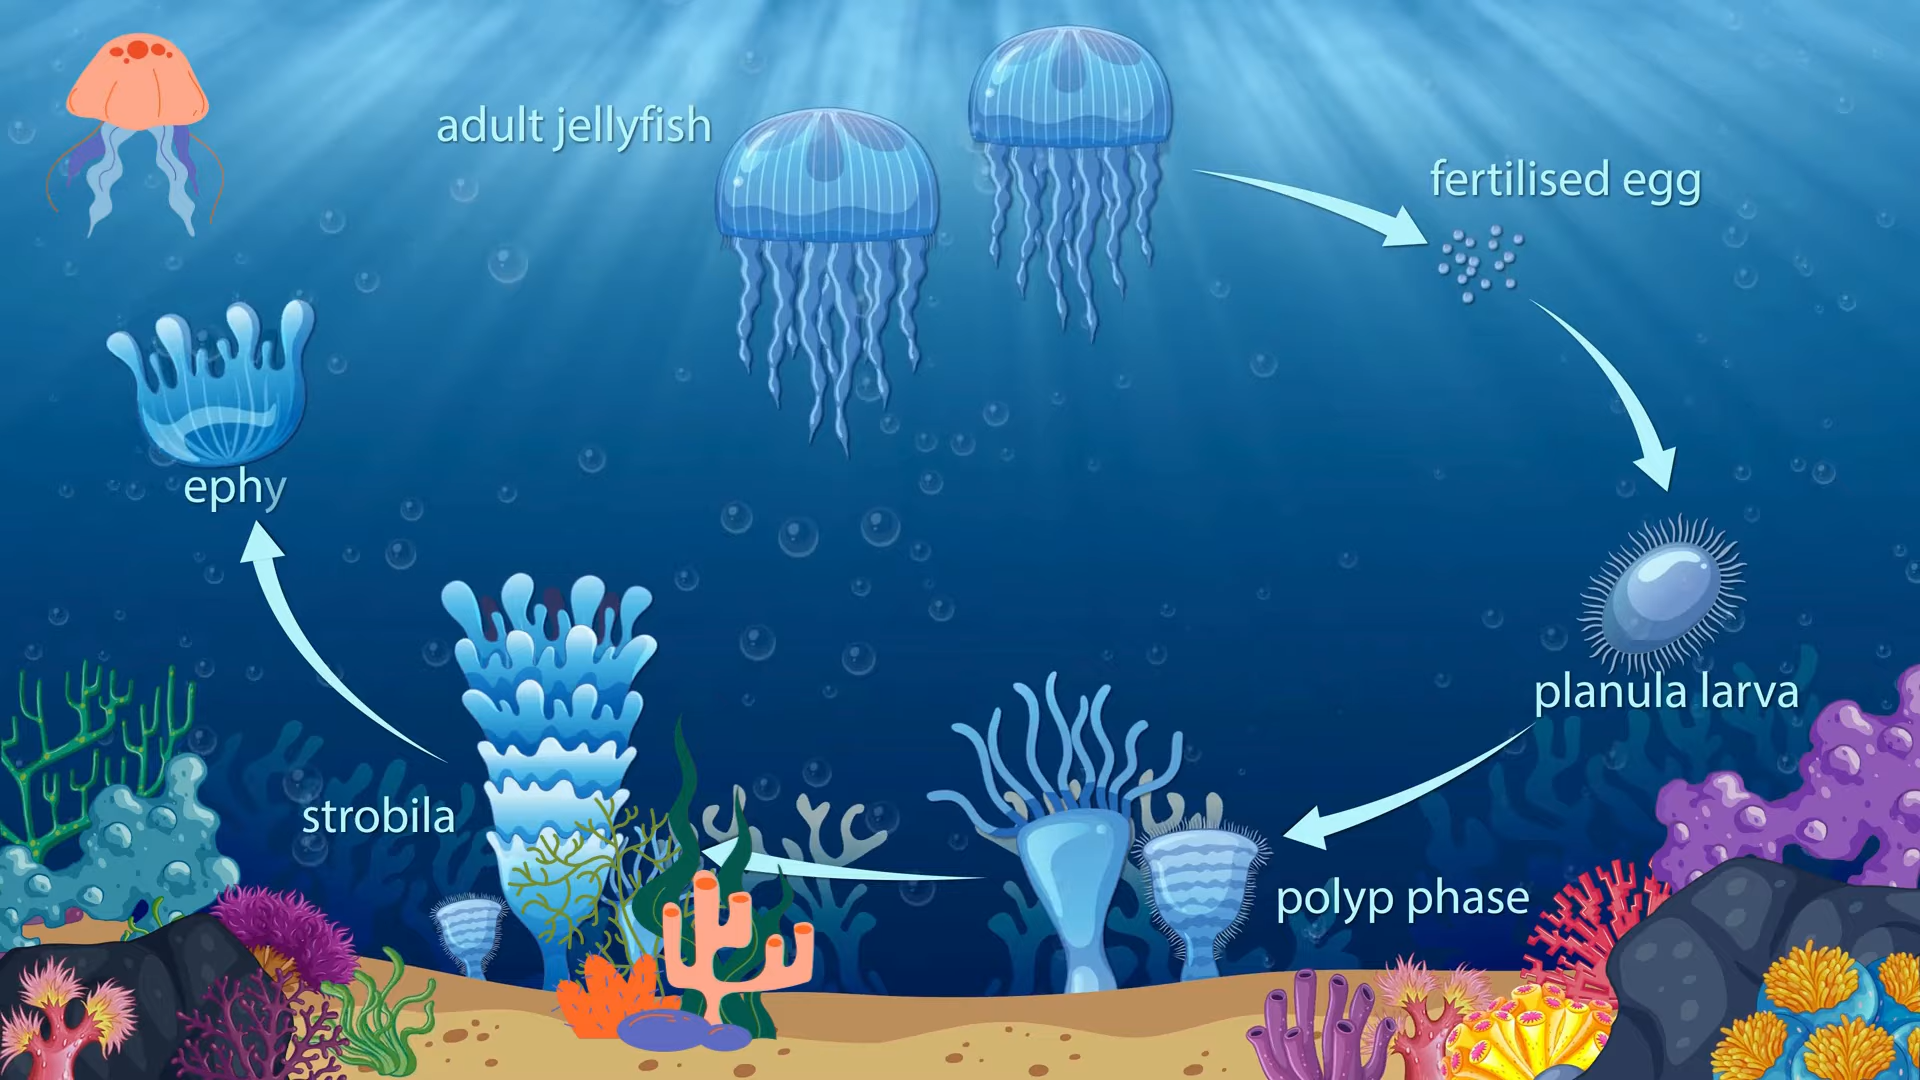 adult jellyfish
fertilised egg
planula larva
polyp phase
strobila
ephy